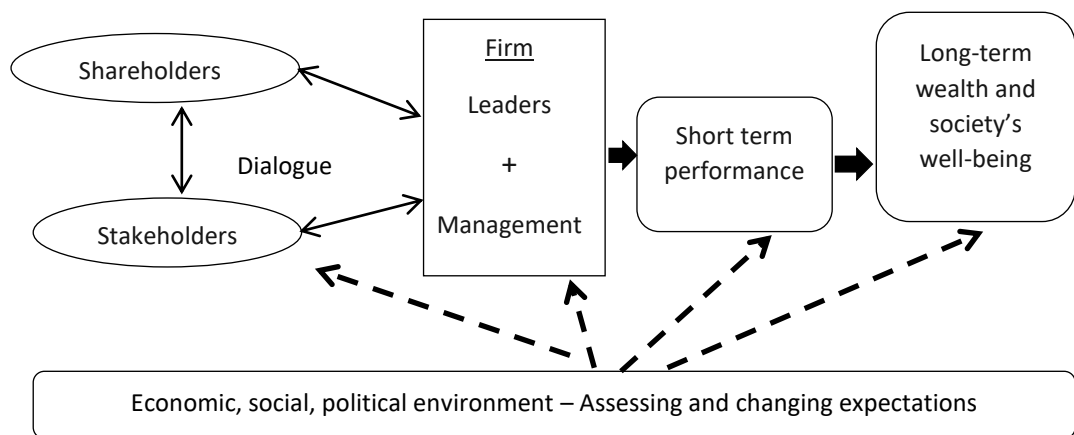 Shareholders
Dialogue
Stakeholders
Firm
Leaders
+
Management
Short term
performance
Long-term
wealth and
society’s
well-being
Economic, social, political environment – Assessing and changing expectations